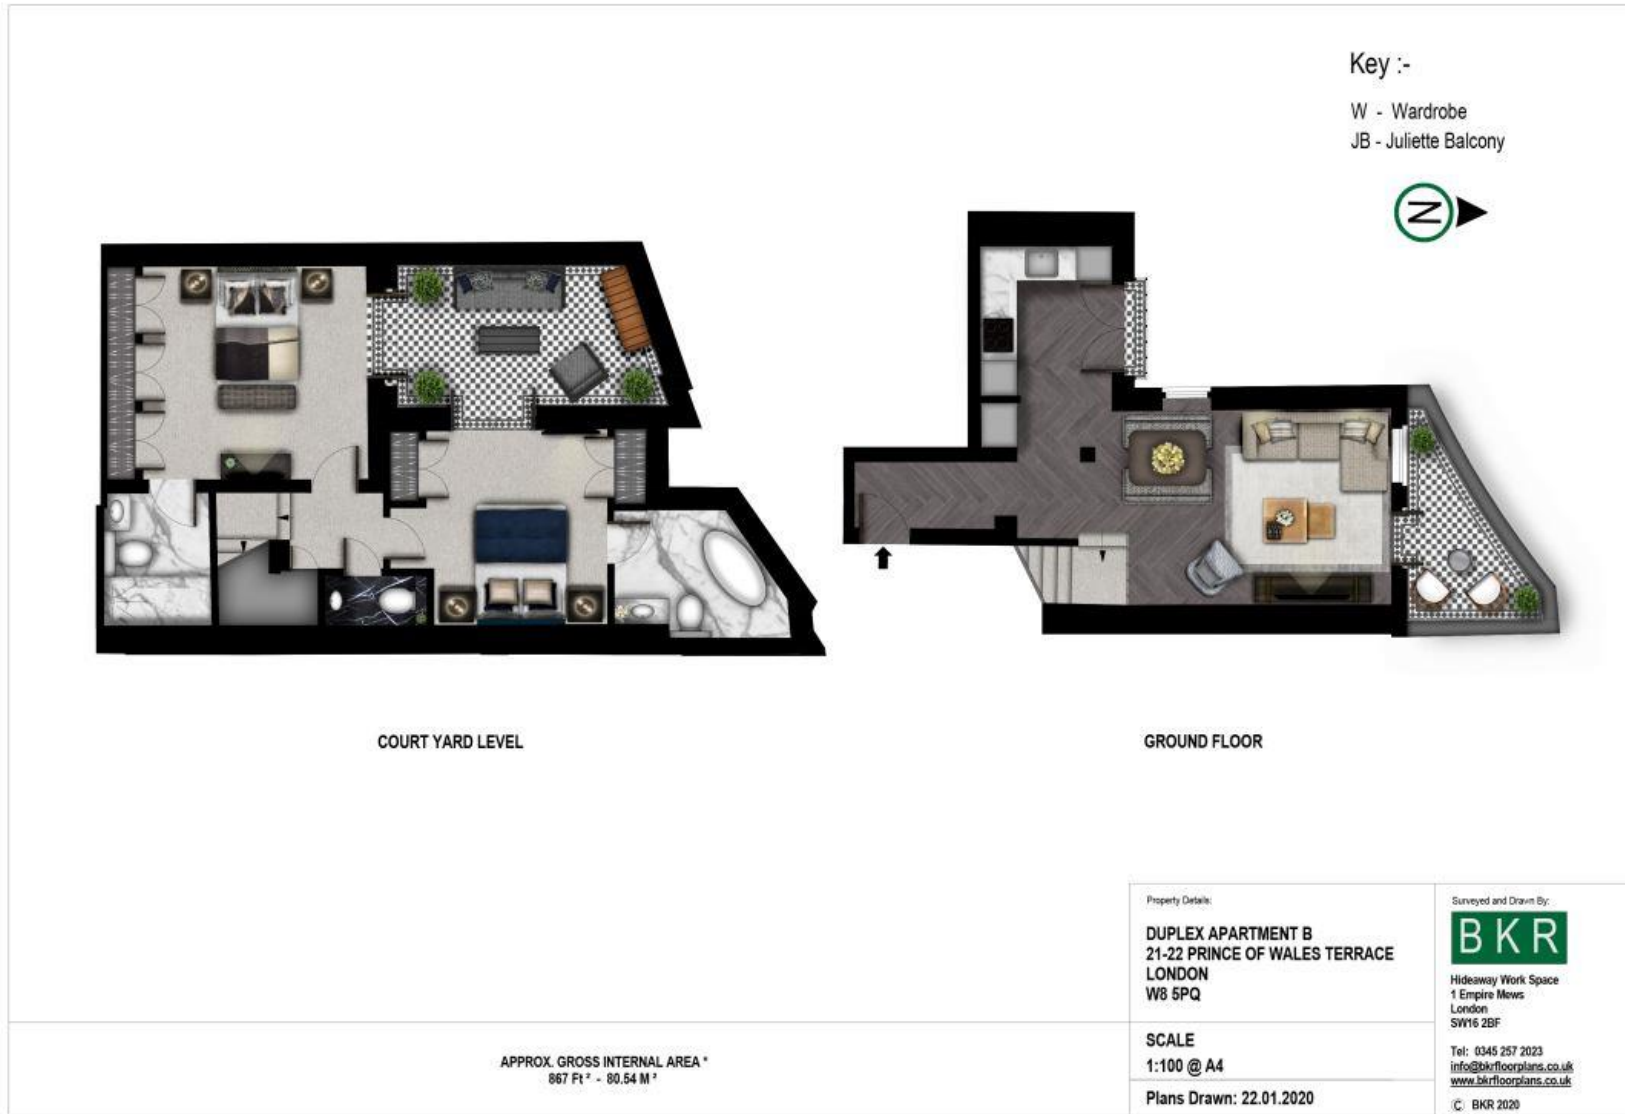 Key :-
W - Wardrobe
JB - Juliette Balcony
N
COURT YARD LEVEL
GROUND FLOOR
APPROX. GROSS INTERNAL AREA *
867 Ft ² - 80.54 M ²
Property Details:
DUPLEX APARTMENT B
21-22 PRINCE OF WALES TERRACE
LONDON
W8 5PQ
SCALE
1:100 @ A4
Plans Drawn: 22.01.2020
Surveyed and Drawn By:
BKR
Hideaway Work Space
1 Empire Mews
London
SW16 2BF
Tel: 0345 257 2023
info@bkrfloorplans.co.uk
www.bkrfloorplans.co.uk
© BKR 2020